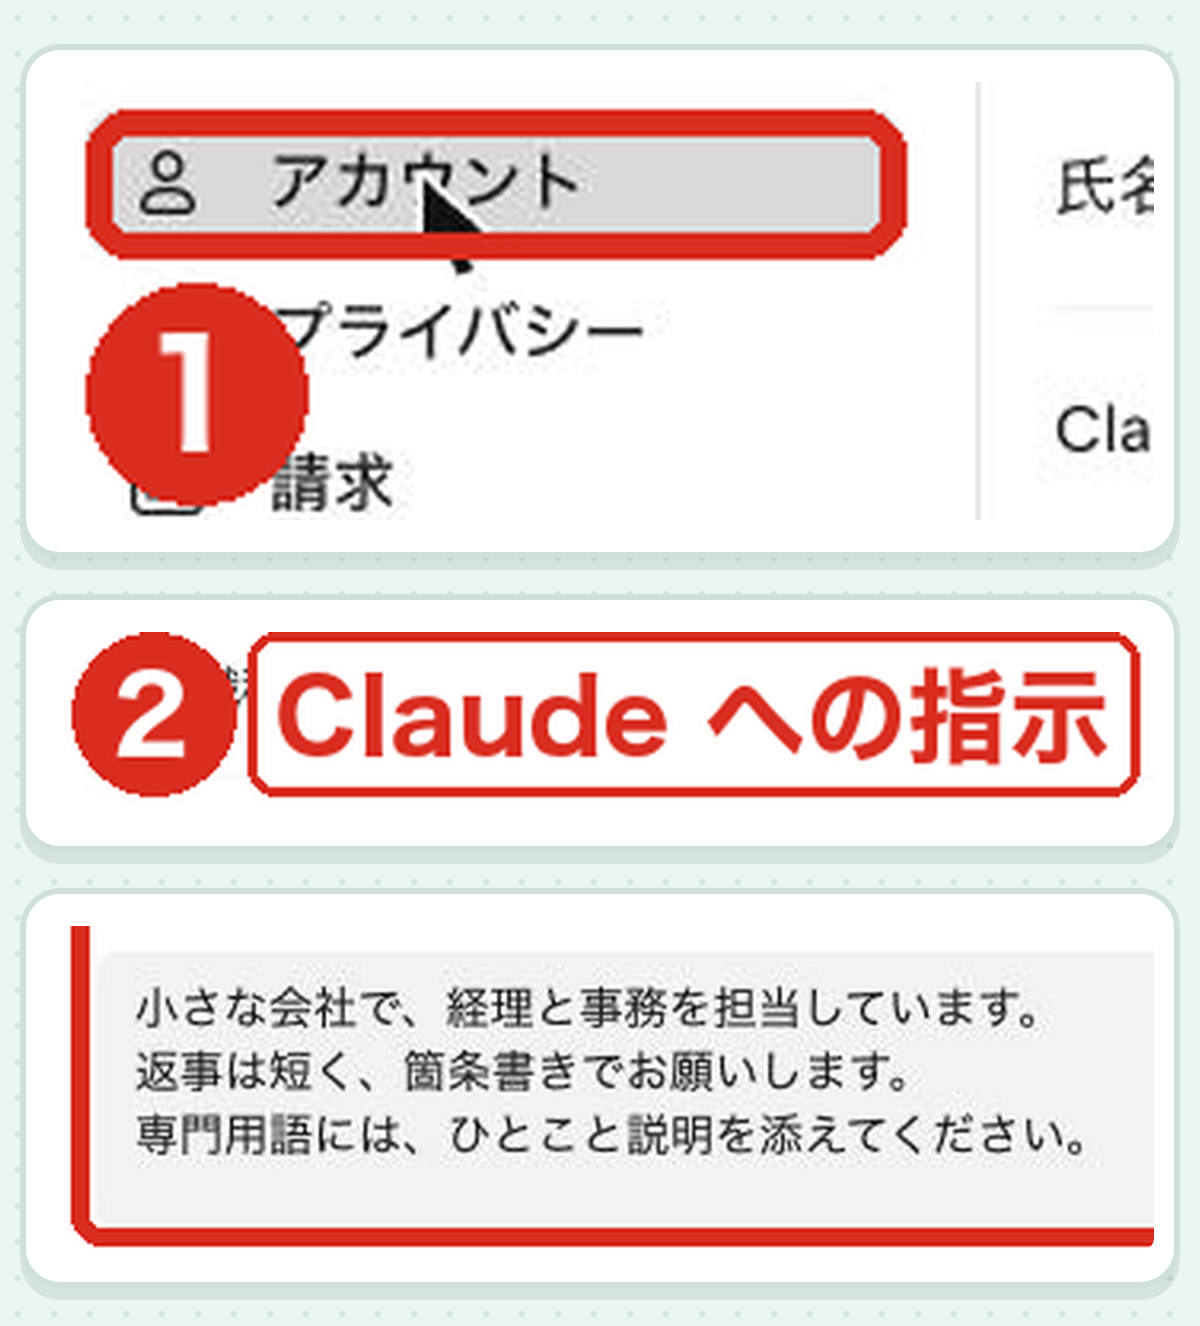 アカウント
氏名
1
プライバシー
Cla
請求
2
Claude への指示
小さな会社で、経理と事務を担当しています。
返事は短く、箇条書きでお願いします。
専門用語には、ひとこと説明を添えてください。